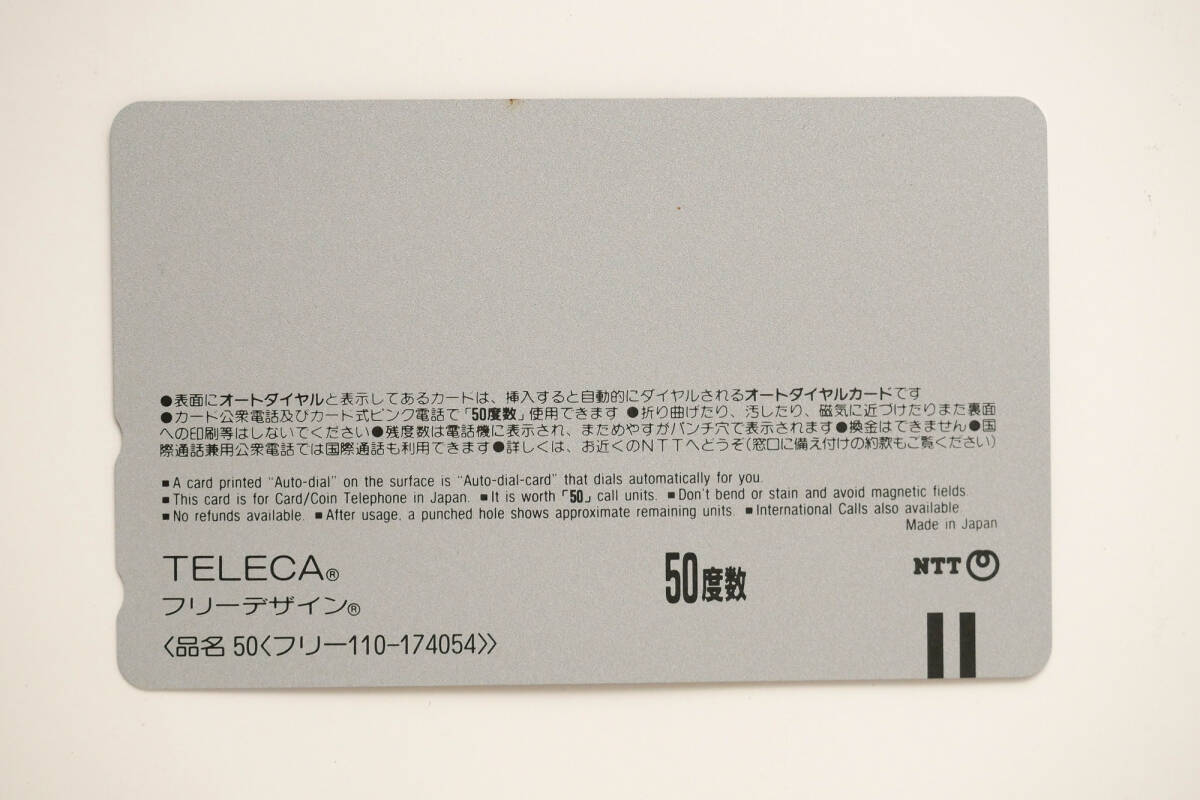 ●表面にオートダイヤルと表示してあるカードは、挿入すると自動的にダイヤルされるオートダイヤルカードです
●カード公衆電話及びカード式ピンク電話で「50度数」使用できます ●折り曲げたり、汚したり、磁気に近づけたりまた裏面
への印刷等はしないでください●残度数は電話機に表示され、まためやすがパンチ穴で表示されます●換金はできません●国
際通話兼用公衆電話では国際通話も利用できます●詳しくは、お近くのNTTへどうぞ(窓口に備え付けの約款もご覧ください)
■A card printed "Auto-dial" on the surface is "Auto-dial-card" that dials automatically for you.
■This card is for Card/Coin Telephone in Japan. ■It is worth「50」call units. ■Don't bend or stain and avoid magnetic fields.
■No refunds available. ■After usage, a punched hole shows approximate remaining units. ■International Calls also available.
Made in Japan
TELECA®
フリーデザイン®
50度数
NTT
〈品名 50〈フリー110-174054〉〉